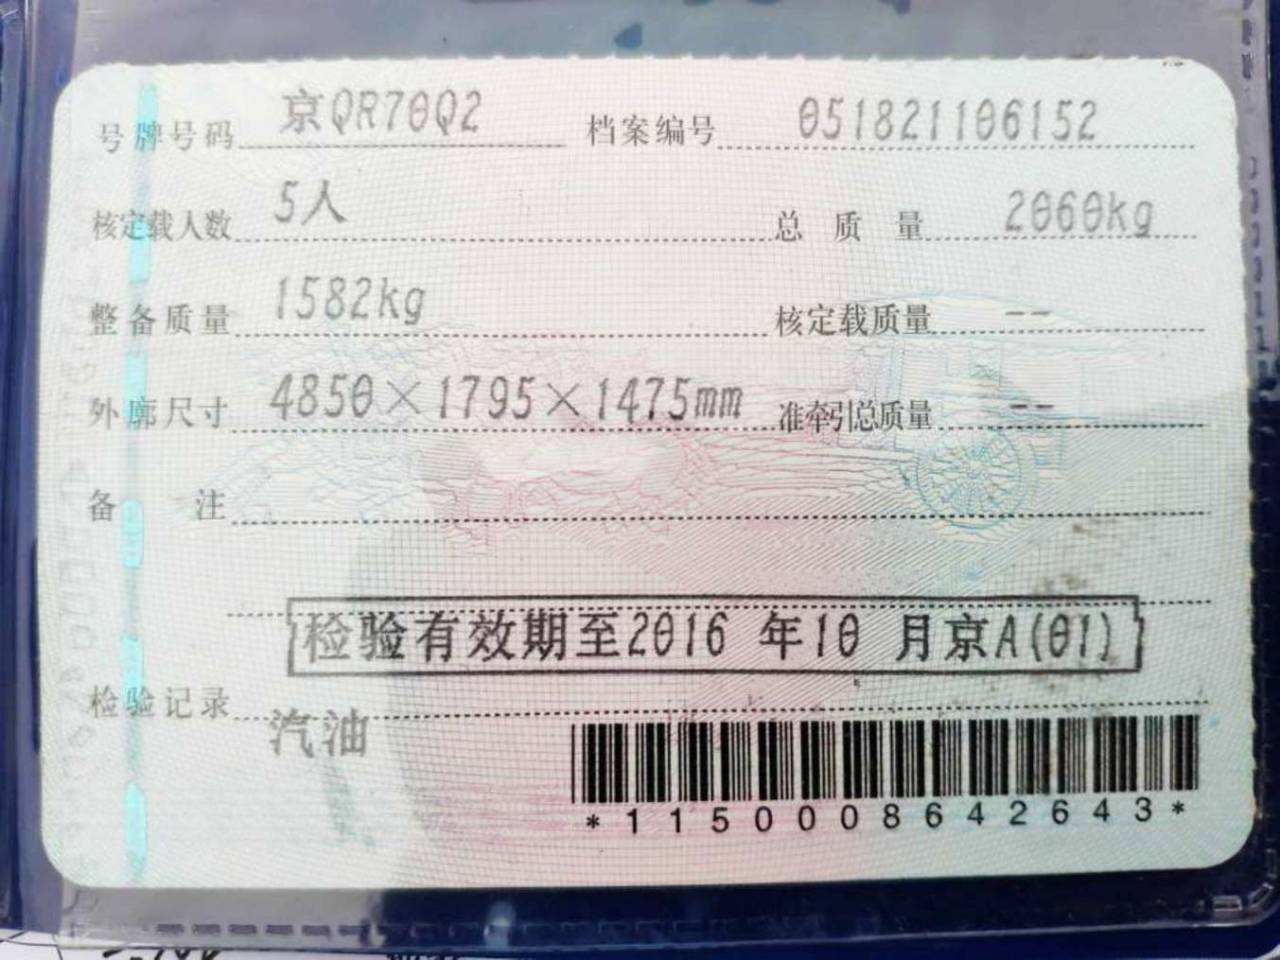 号牌号码 京QR70Q2 档案编号 051821106152
核定载人数 5人 总质量 2060kg
整备质量 1582kg 核定载质量 --
外廓尺寸 4850×1795×1475mm 准牵引总质量 --
备注
检验有效期至2016年10月京A(01)
检验记录
汽油
*1150008642643*